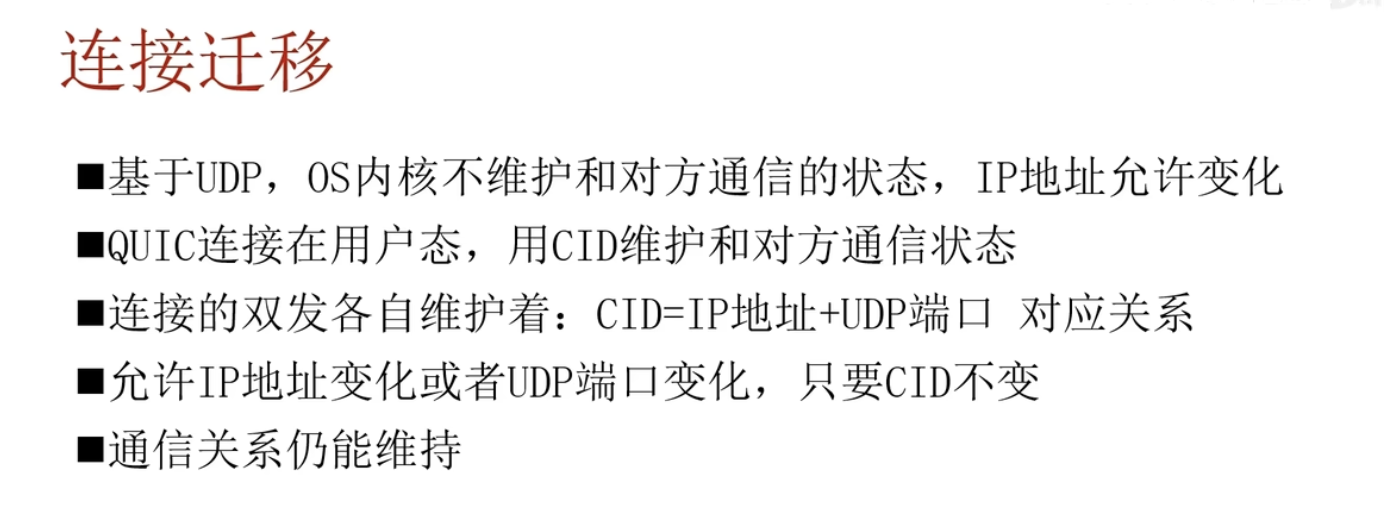 连接迁移
■基于UDP，OS内核不维护和对方通信的状态，IP地址允许变化
■QUIC连接在用户态，用CID维护和对方通信状态
■连接的双发各自维护着：CID=IP地址+UDP端口 对应关系
■允许IP地址变化或者UDP端口变化，只要CID不变
■通信关系仍能维持